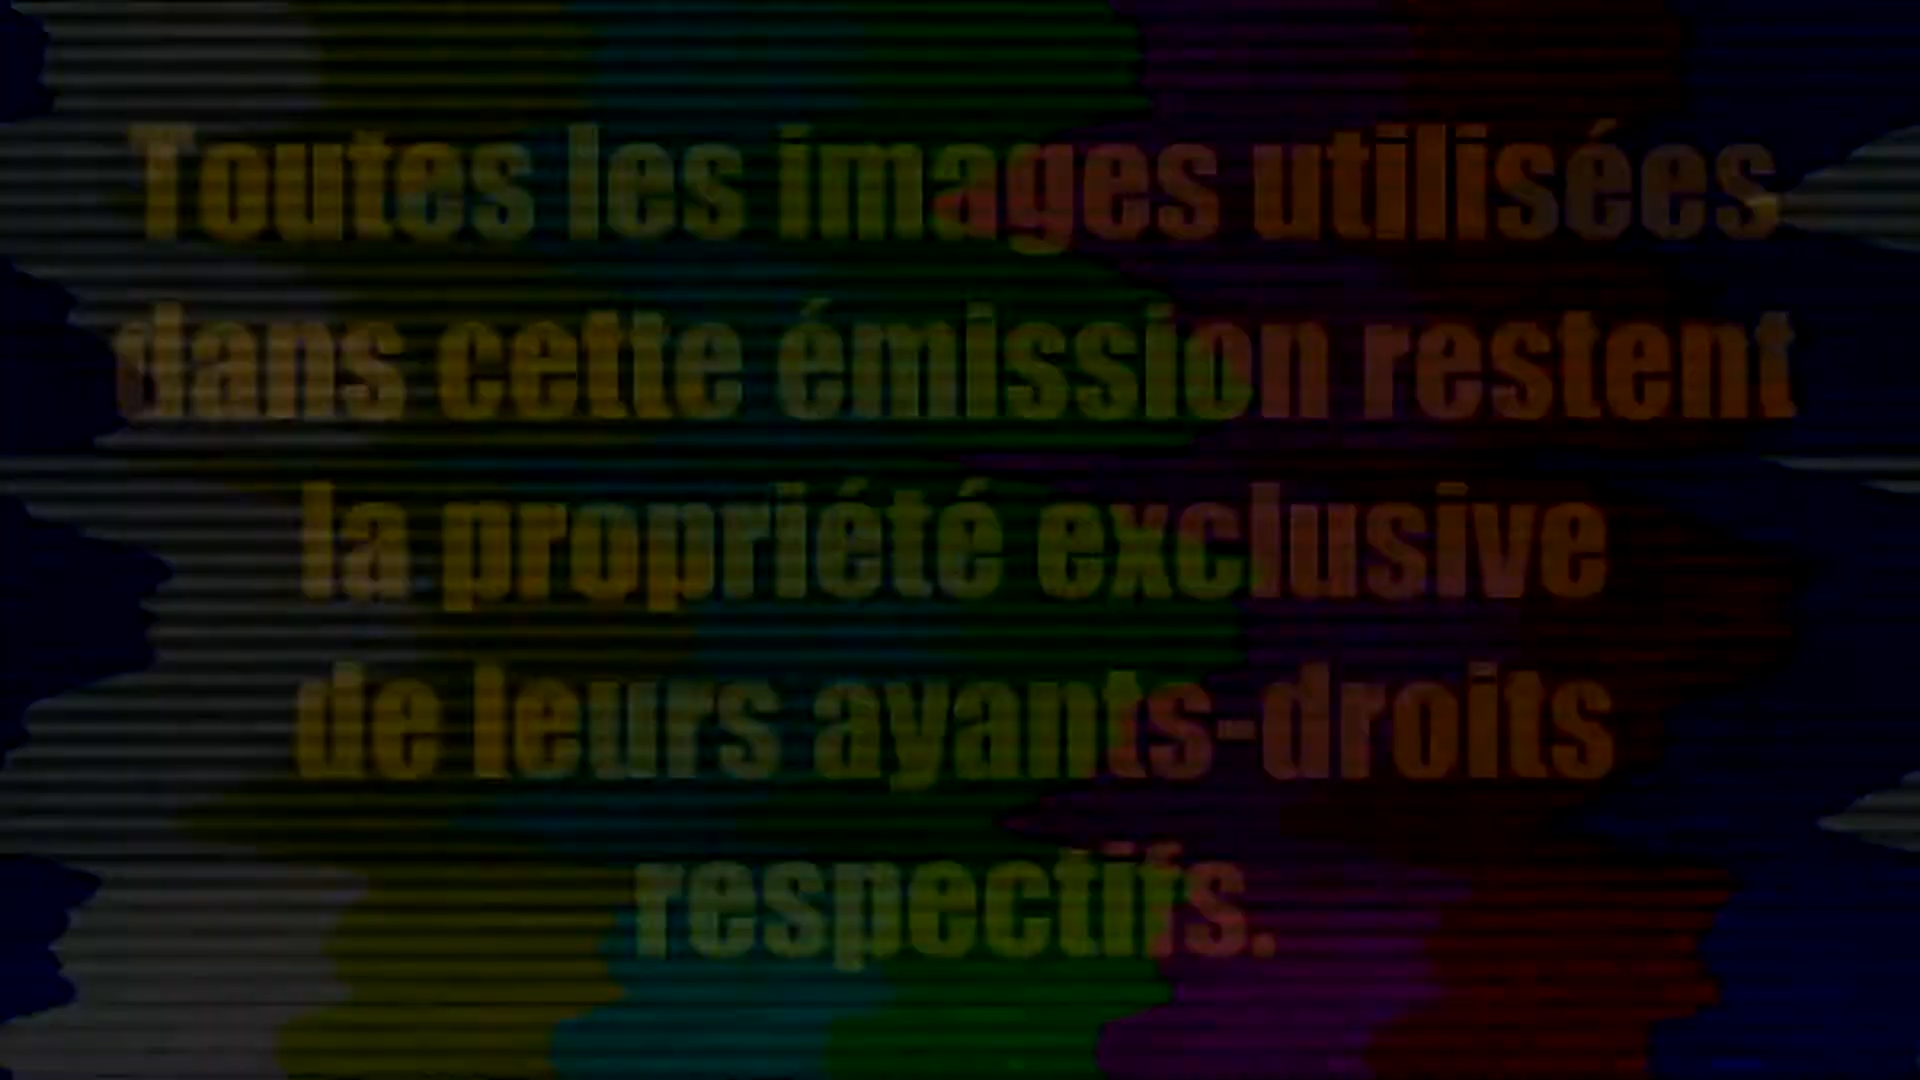 Toutes les images utilisées
dans cette émission restent
la propriété exclusive
de leurs ayants-droits
respectifs.